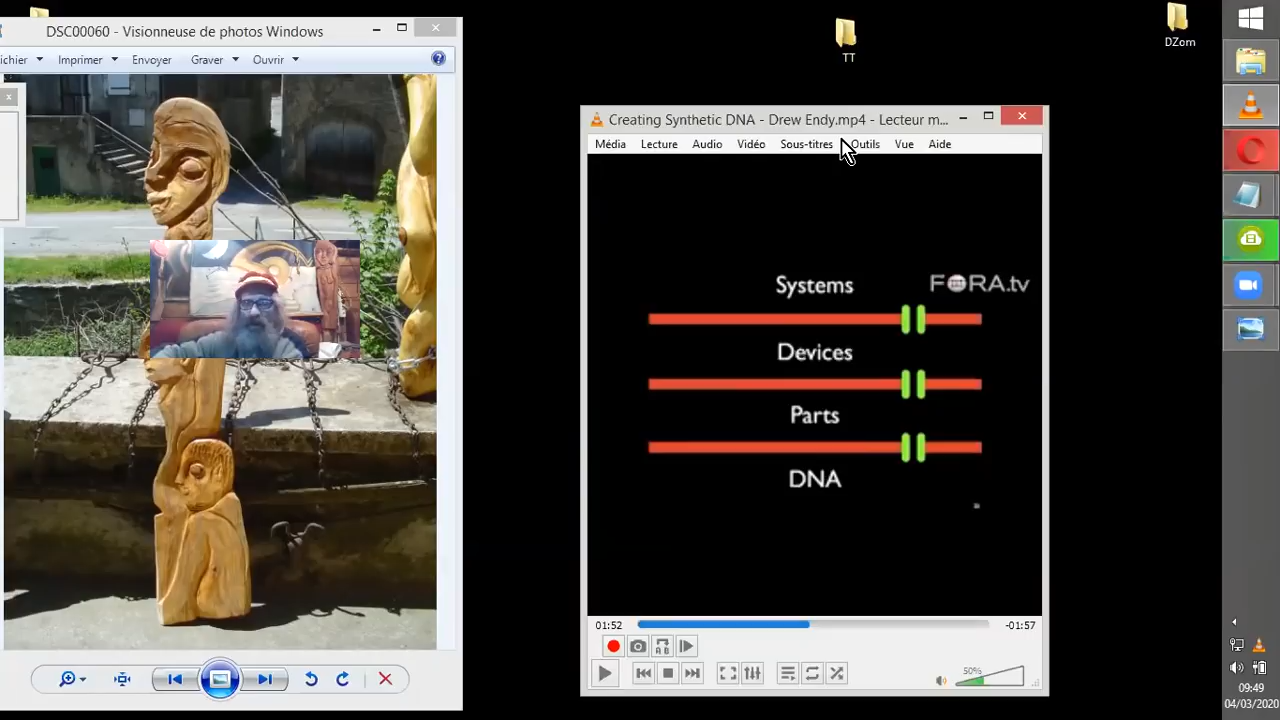 DSC00060 - Visionneuse de photos Windows
ichier
Imprimer
Envoyer
Graver
Ouvrir
TT
DZom
Creating Synthetic DNA - Drew Endy.mp4 - Lecteur m...
Média
Lecture
Audio
Vidéo
Sous-titres
Outils
Vue
Aide
Systems
FORA.tv
Devices
Parts
DNA
01:52
-01:57
50%
09:49
04/03/2020